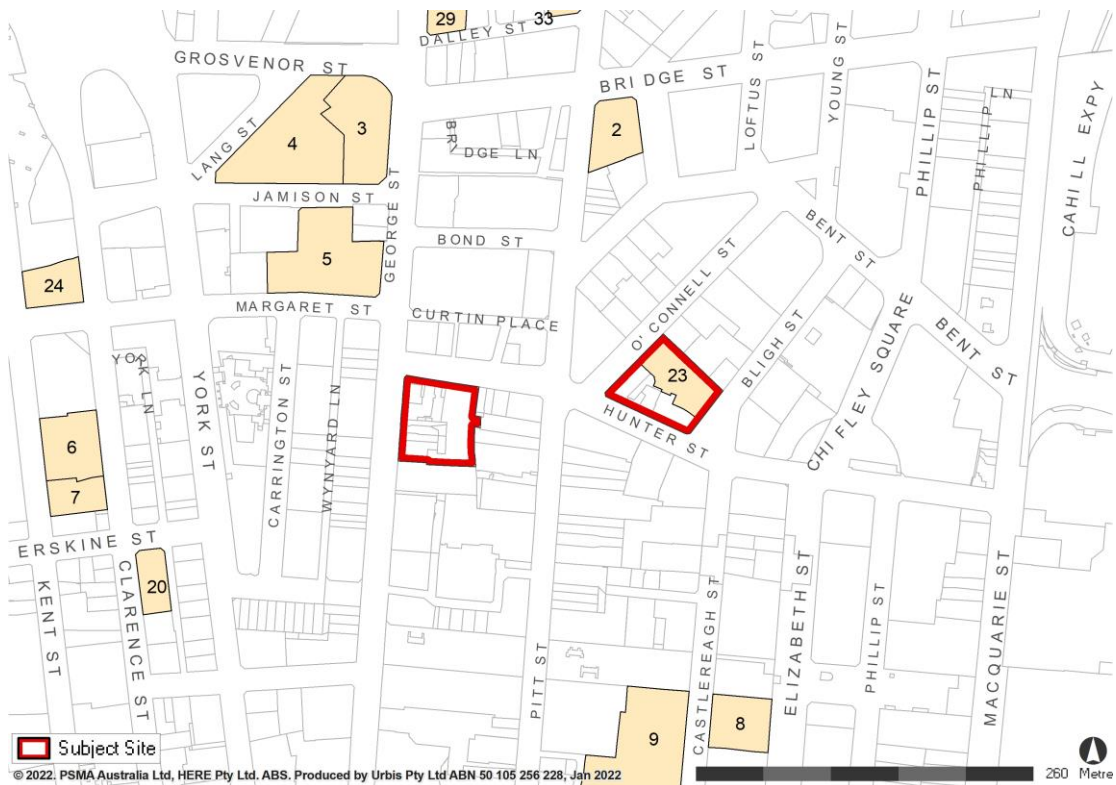 29
33
DALLEY ST
GROSVENOR ST
BRIDGE ST
LOFTUS ST
YOUNG ST
PHILLIP ST
PHILLIP LN
CAHILL EXPY
LANG ST
4
3
2
BRYDGE LN
JAMISON ST
GEORGE ST
BOND ST
BENT ST
5
24
MARGARET ST
CURTIN PLACE
O' CONNELL ST
BLIGH ST
CHIFLEY SQUARE
BENT ST
23
HUNTER ST
YORK LN
YORK ST
CARRINGTON ST
WYNYARD LN
6
7
ERSKINE ST
20
KENT ST
CLARENCE ST
PITT ST
CASTLEREAGH ST
ELIZABETH ST
PHILLIP ST
MACQUARIE ST
9
8
Subject Site
© 2022. PSMA Australia Ltd, HERE Pty Ltd. ABS. Produced by Urbis Pty Ltd ABN 50 105 256 228, Jan 2022
260 Metre